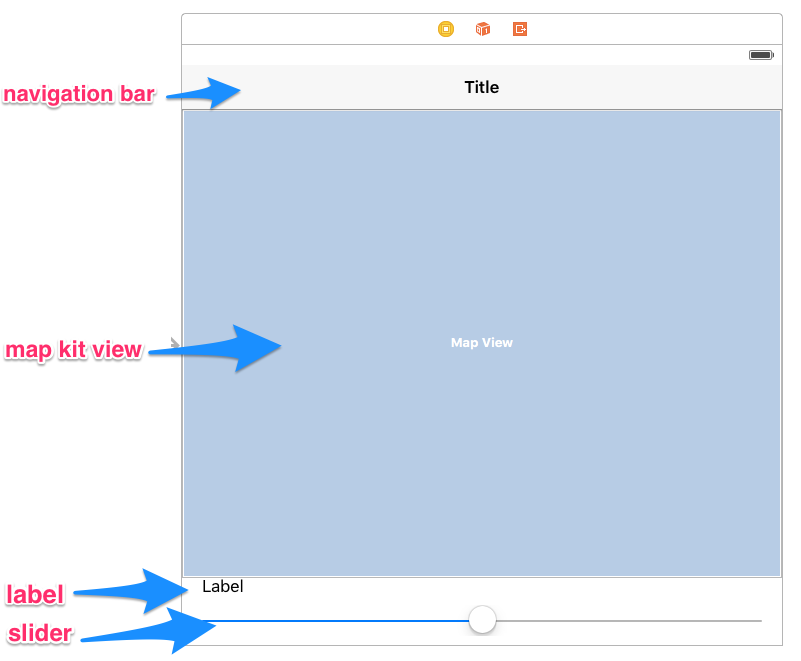 navigation bar
Title
map kit view
Map View
label
Label
slider